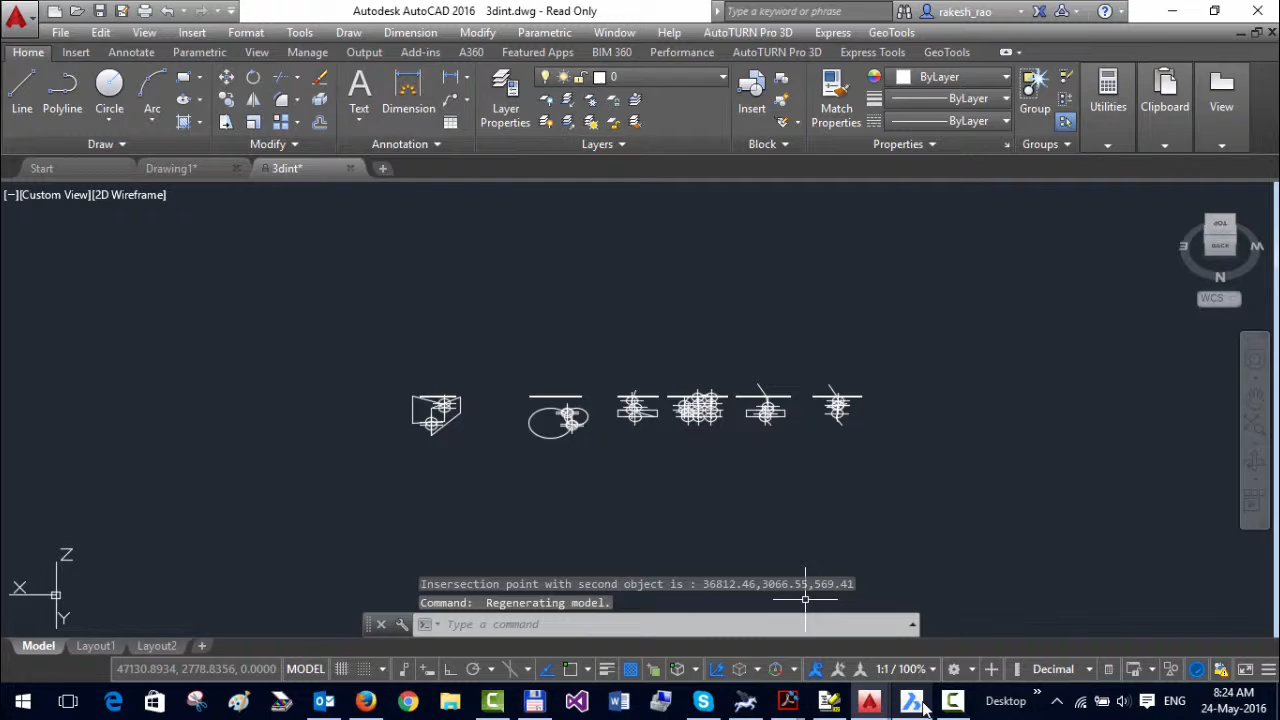 Autodesk AutoCAD 2016 3dint.dwg - Read Only
Type a keyword or phrase
rakesh_rao
File Edit View Insert Format Tools Draw Dimension Modify Parametric Window Help AutoTURN Pro 3D Express GeoTools
Home Insert Annotate Parametric View Manage Output Add-ins A360 Featured Apps BIM 360 Performance AutoTURN Pro 3D Express Tools GeoTools
Line Polyline Circle Arc
Text Dimension
Layer Properties
0
Insert
Match Properties
ByLayer
ByLayer
ByLayer
Group
Utilities Clipboard View
Draw Modify Annotation Layers Block Properties Groups
Start Drawing1* 3dint*
[−][Custom View][2D Wireframe]
TOP
BACK
E W
N
WCS
Z
X
Y
Insersection point with second object is : 36812.46,3066.55,569.41
Command: Regenerating model.
Type a command
Model Layout1 Layout2
47130.8934, 2778.8356, 0.0000 MODEL 1:1 / 100% Decimal
Desktop ENG
8:24 AM
24-May-2016